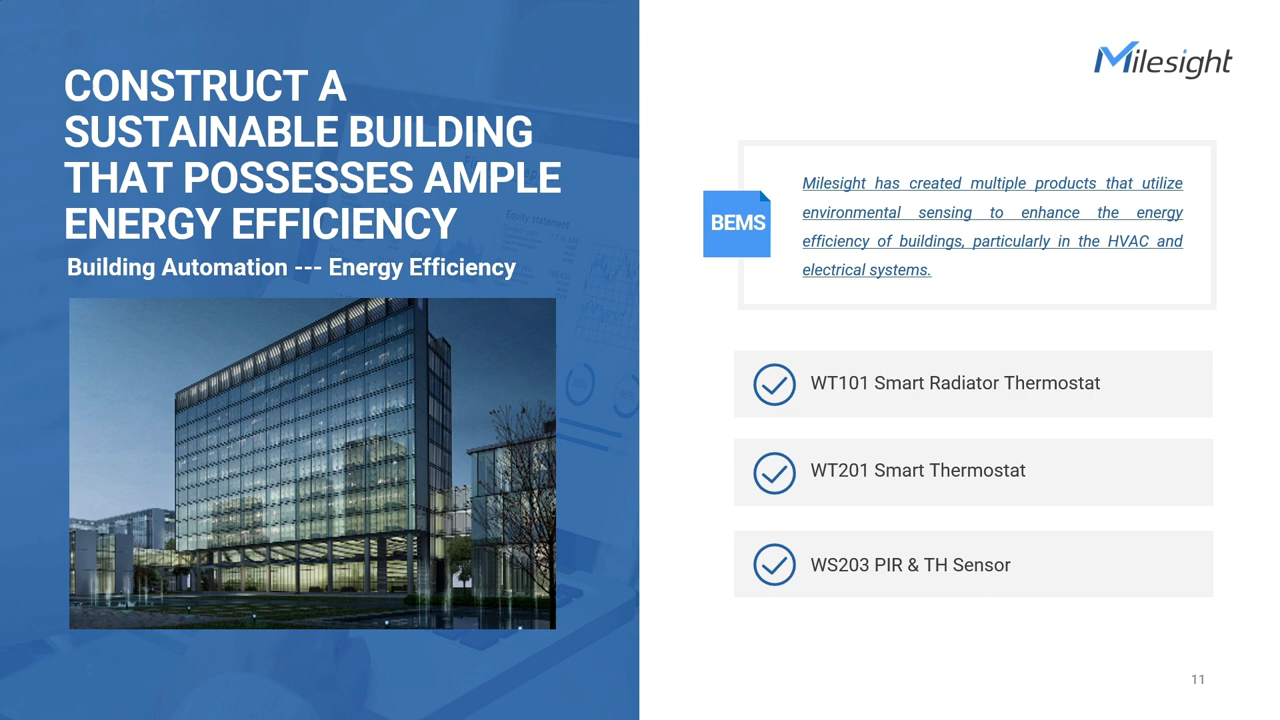 CONSTRUCT A
SUSTAINABLE BUILDING
THAT POSSESSES AMPLE
ENERGY EFFICIENCY
Building Automation --- Energy Efficiency
Equity statement
Milesight
BEMS
Milesight has created multiple products that utilize
environmental sensing to enhance the energy
efficiency of buildings, particularly in the HVAC and
electrical systems.
WT101 Smart Radiator Thermostat
WT201 Smart Thermostat
WS203 PIR & TH Sensor
11